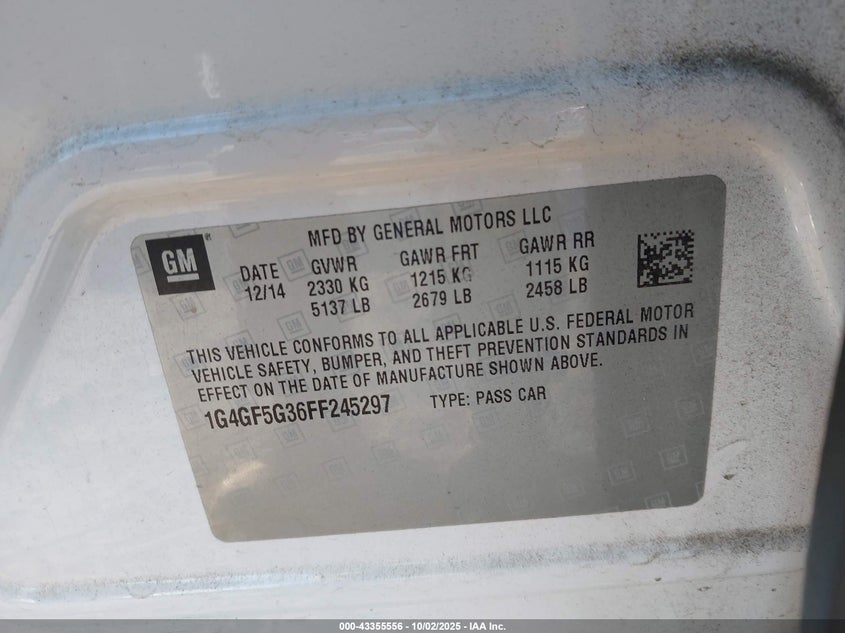 GM
MFD BY GENERAL MOTORS LLC
DATE GVWR GAWR FRT GAWR RR
12/14 2330 KG 1215 KG 1115 KG
5137 LB 2679 LB 2458 LB
THIS VEHICLE CONFORMS TO ALL APPLICABLE U.S. FEDERAL MOTOR
VEHICLE SAFETY, BUMPER, AND THEFT PREVENTION STANDARDS IN
EFFECT ON THE DATE OF MANUFACTURE SHOWN ABOVE.
1G4GF5G36FF245297 TYPE: PASS CAR
000-43355556 - 10/02/2025 - IAA Inc.